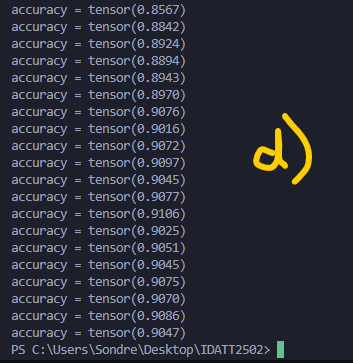 accuracy = tensor(0.8567)
accuracy = tensor(0.8842)
accuracy = tensor(0.8924)
accuracy = tensor(0.8894)
accuracy = tensor(0.8943)
accuracy = tensor(0.8970)
accuracy = tensor(0.9076)
accuracy = tensor(0.9016)
accuracy = tensor(0.9072)
accuracy = tensor(0.9097)
accuracy = tensor(0.9045)
accuracy = tensor(0.9077)
accuracy = tensor(0.9106)
accuracy = tensor(0.9025)
accuracy = tensor(0.9051)
accuracy = tensor(0.9045)
accuracy = tensor(0.9075)
accuracy = tensor(0.9070)
accuracy = tensor(0.9086)
accuracy = tensor(0.9047)
PS C:\Users\Sondre\Desktop\IDATT2502>
d)